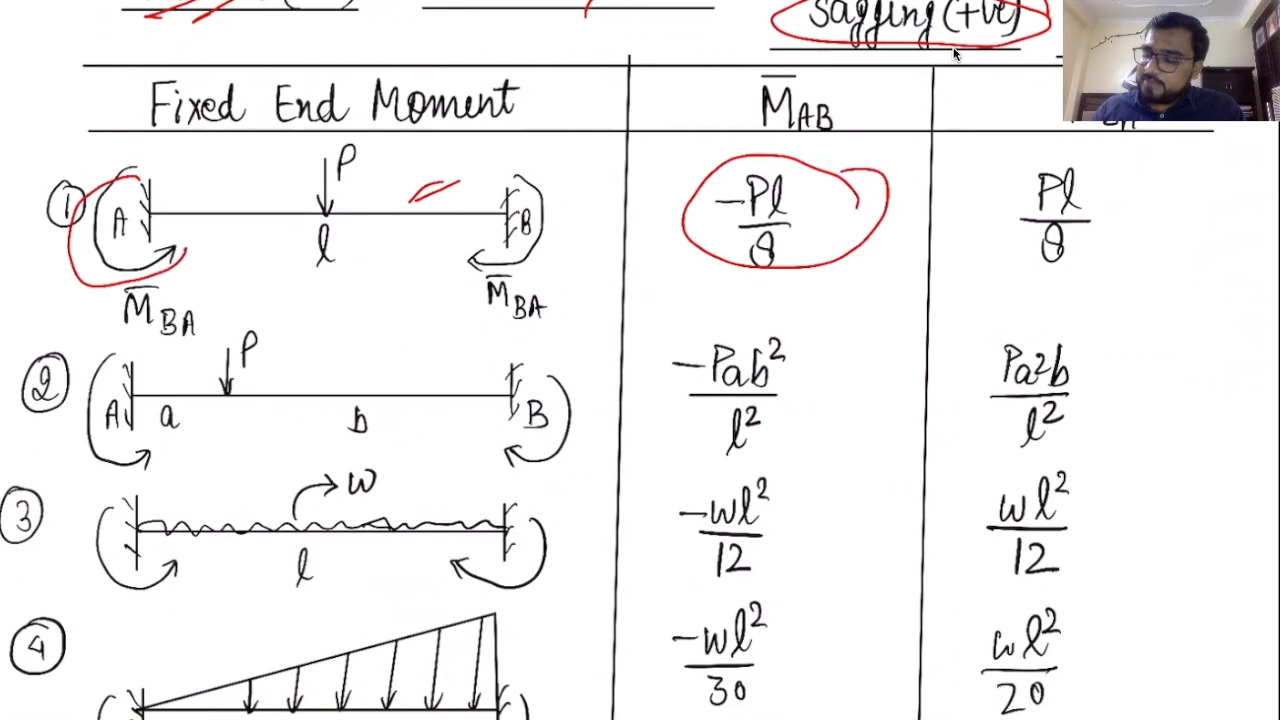 sagging (+ve)
Fixed End Moment
M̅AB
1
A
P
l
B
M̅BA
M̅BA
-Pl/8
Pl/8
2
P
A
a
b
B
-Pab²/l²
Pa²b/l²
3
w
l
-wl²/12
wl²/12
4
-wl²/30
wl²/20